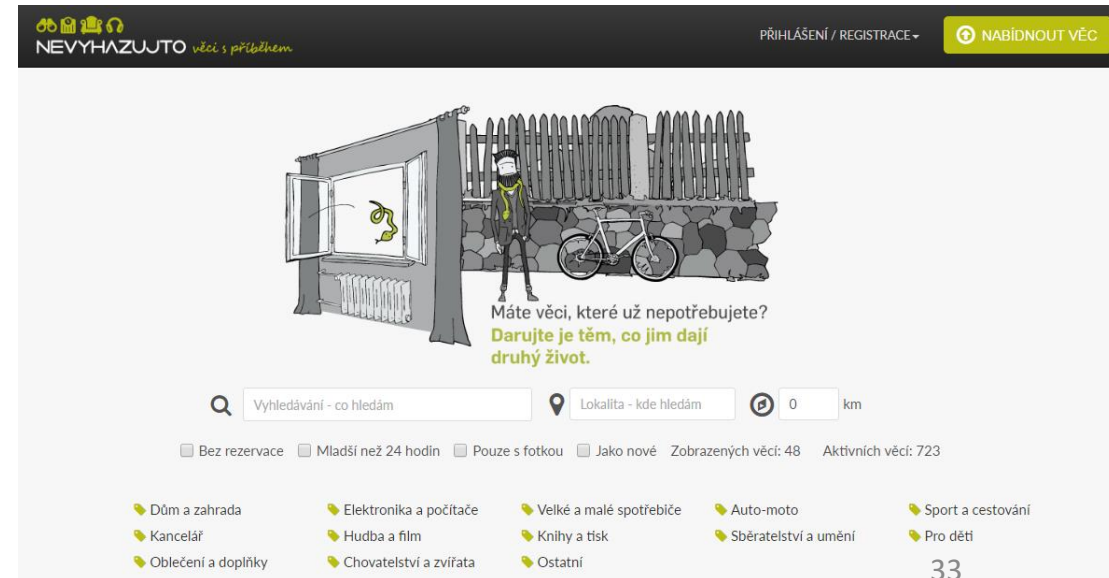 NEVYHAZUJTO věci s příběhem
PŘIHLÁŠENÍ / REGISTRACE
NABÍDNOUT VĚC
Máte věci, které už nepotřebujete?
Darujte je těm, co jim dají
druhý život.
Vyhledávání - co hledám
Lokalita - kde hledám
0 km
Bez rezervace Mladší než 24 hodin Pouze s fotkou Jako nové Zobrazených věcí: 48 Aktivních věcí: 723
Dům a zahrada Elektronika a počítače Velké a malé spotřebiče Auto-moto Sport a cestování
Kancelář Hudba a film Knihy a tisk Sběratelství a umění Pro děti
Oblečení a doplňky Chovatelství a zvířata Ostatní
33